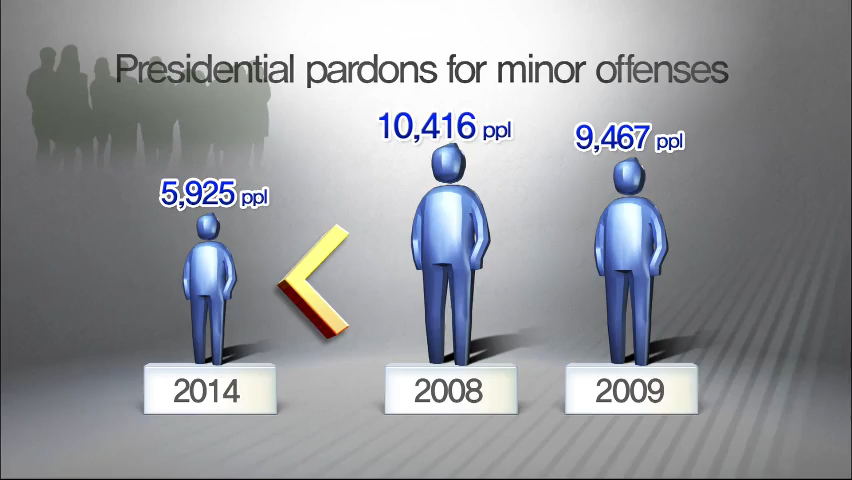 Presidential pardons for minor offenses
10,416 ppl
9,467 ppl
5,925 ppl
2014
2008
2009